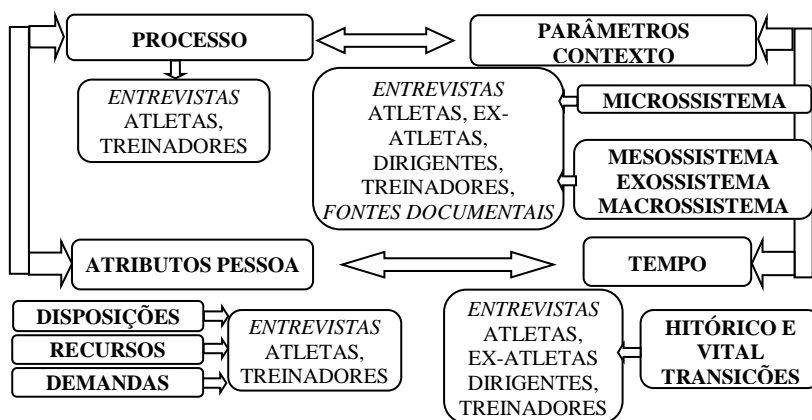 PROCESSO
PARÂMETROS
CONTEXTO
ENTREVISTAS
ATLETAS,
TREINADORES
ENTREVISTAS
ATLETAS, EX-
ATLETAS,
DIRIGENTES,
TREINADORES,
FONTES DOCUMENTAIS
MICROSSISTEMA
MESOSSISTEMA
EXOSSISTEMA
MACROSSISTEMA
ATRIBUTOS PESSOA
TEMPO
DISPOSIÇÕES
RECURSOS
DEMANDAS
ENTREVISTAS
ATLETAS,
TREINADORES
ENTREVISTAS
ATLETAS,
EX-ATLETAS
DIRIGENTES,
TREINADORES
HITÓRICO E
VITAL
TRANSICÕES